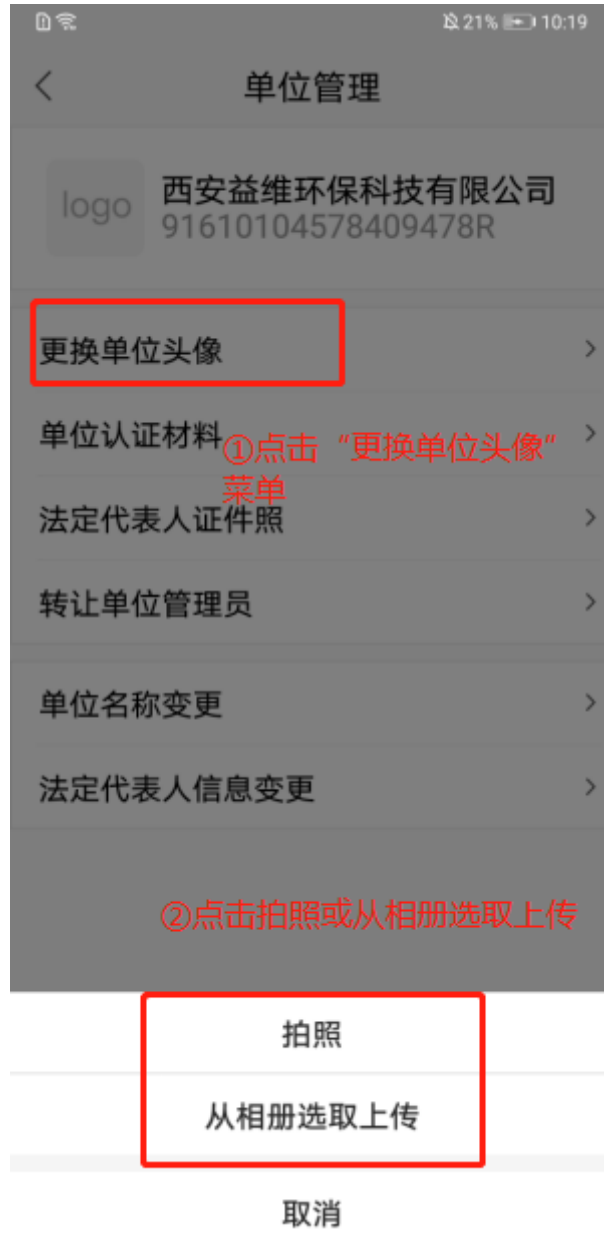 21% 10:19
单位管理
logo
西安益维环保科技有限公司
91610104578409478R
更换单位头像
单位认证材料
①点击“更换单位头像”
菜单
法定代表人证件照
转让单位管理员
单位名称变更
法定代表人信息变更
②点击拍照或从相册选取上传
拍照
从相册选取上传
取消